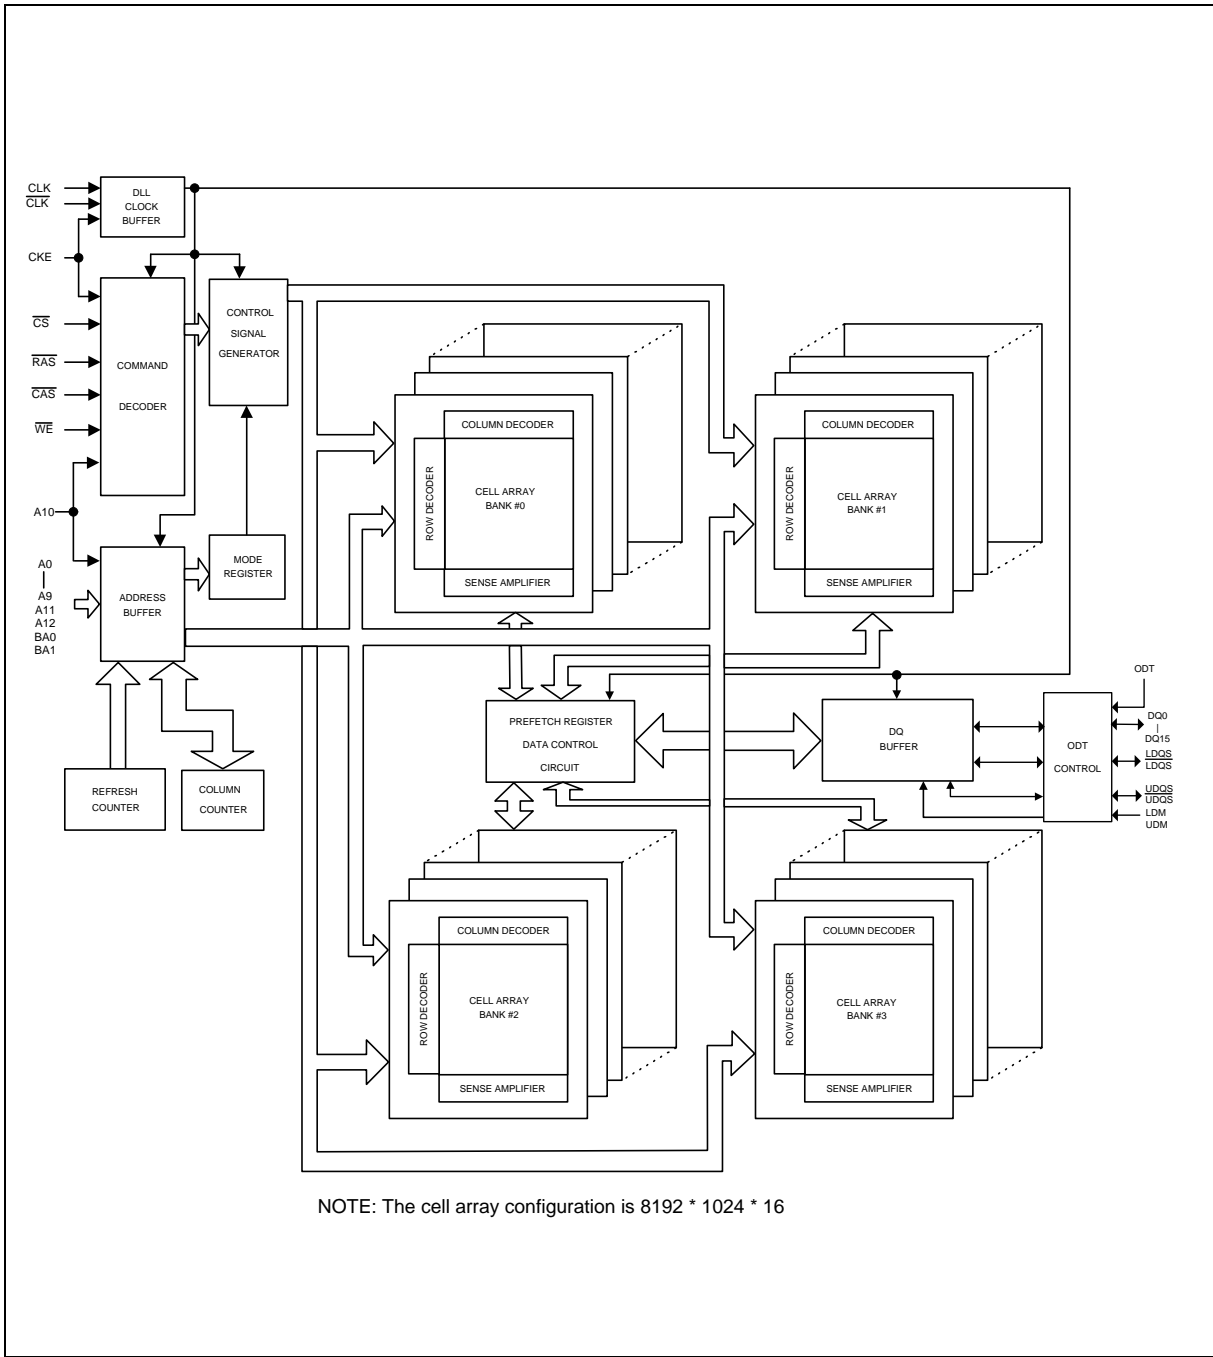 CLK
CLK
CKE
CS
RAS
CAS
WE
A10
A0
A9
A11
A12
BA0
BA1
DLL
CLOCK
BUFFER
COMMAND
DECODER
CONTROL
SIGNAL
GENERATOR
MODE
REGISTER
ADDRESS
BUFFER
REFRESH
COUNTER
COLUMN
COUNTER
COLUMN DECODER
ROW DECODER
CELL ARRAY
BANK #0
SENSE AMPLIFIER
COLUMN DECODER
ROW DECODER
CELL ARRAY
BANK #1
SENSE AMPLIFIER
PREFETCH REGISTER
DATA CONTROL
CIRCUIT
DQ
BUFFER
ODT
CONTROL
ODT
DQ0
DQ15
LDQS
LDQS
UDQS
UDQS
LDM
UDM
COLUMN DECODER
ROW DECODER
CELL ARRAY
BANK #2
SENSE AMPLIFIER
COLUMN DECODER
ROW DECODER
CELL ARRAY
BANK #3
SENSE AMPLIFIER
NOTE: The cell array configuration is 8192 * 1024 * 16